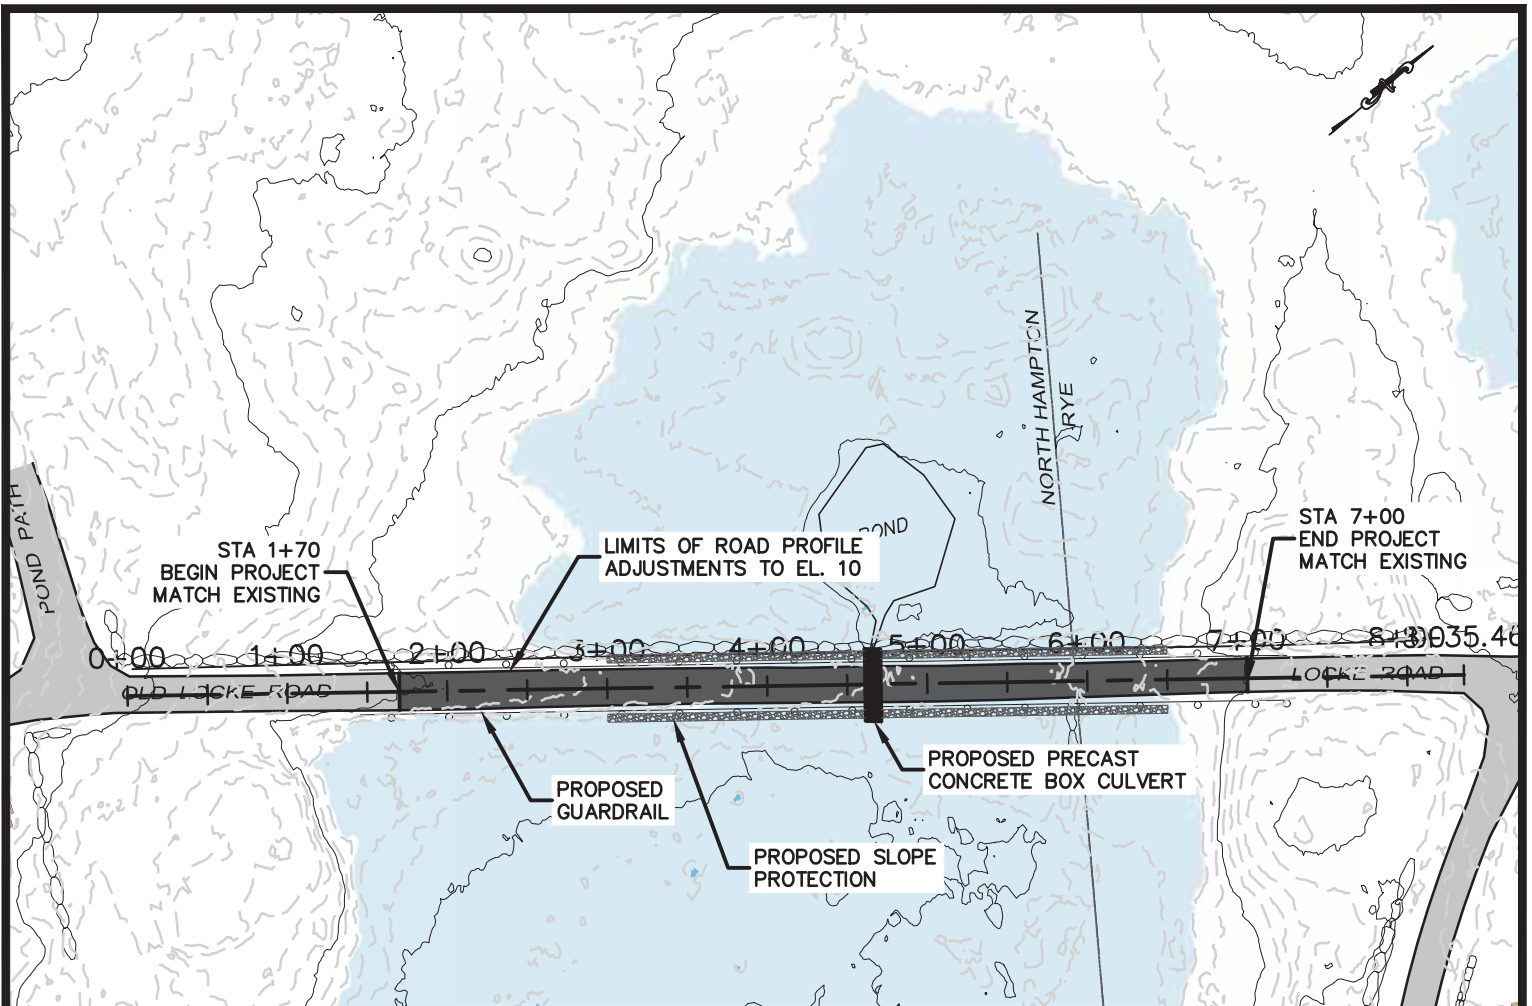 NORTH HAMPTON
RYE
POND
POND PATH
STA 1+70
BEGIN PROJECT
MATCH EXISTING
LIMITS OF ROAD PROFILE
ADJUSTMENTS TO EL. 10
STA 7+00
END PROJECT
MATCH EXISTING
0+00 1+00 2+00 3+00 4+00 5+00 6+00 7+00
OLD LOCKE ROAD
LOCKE ROAD
PROPOSED PRECAST
CONCRETE BOX CULVERT
PROPOSED
GUARDRAIL
PROPOSED SLOPE
PROTECTION